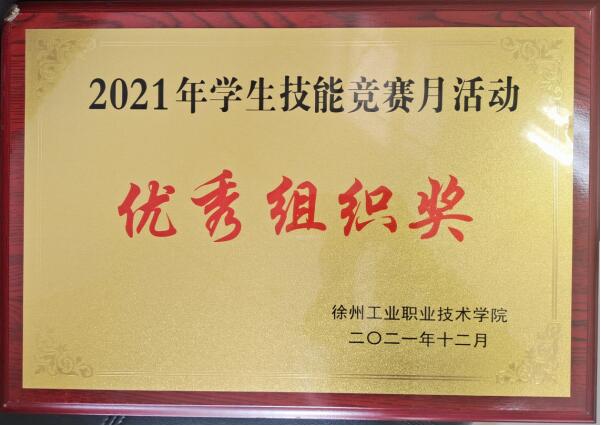 2021年学生技能竞赛月活动
优秀组织奖
徐州工业职业技术学院
二〇二一年十二月